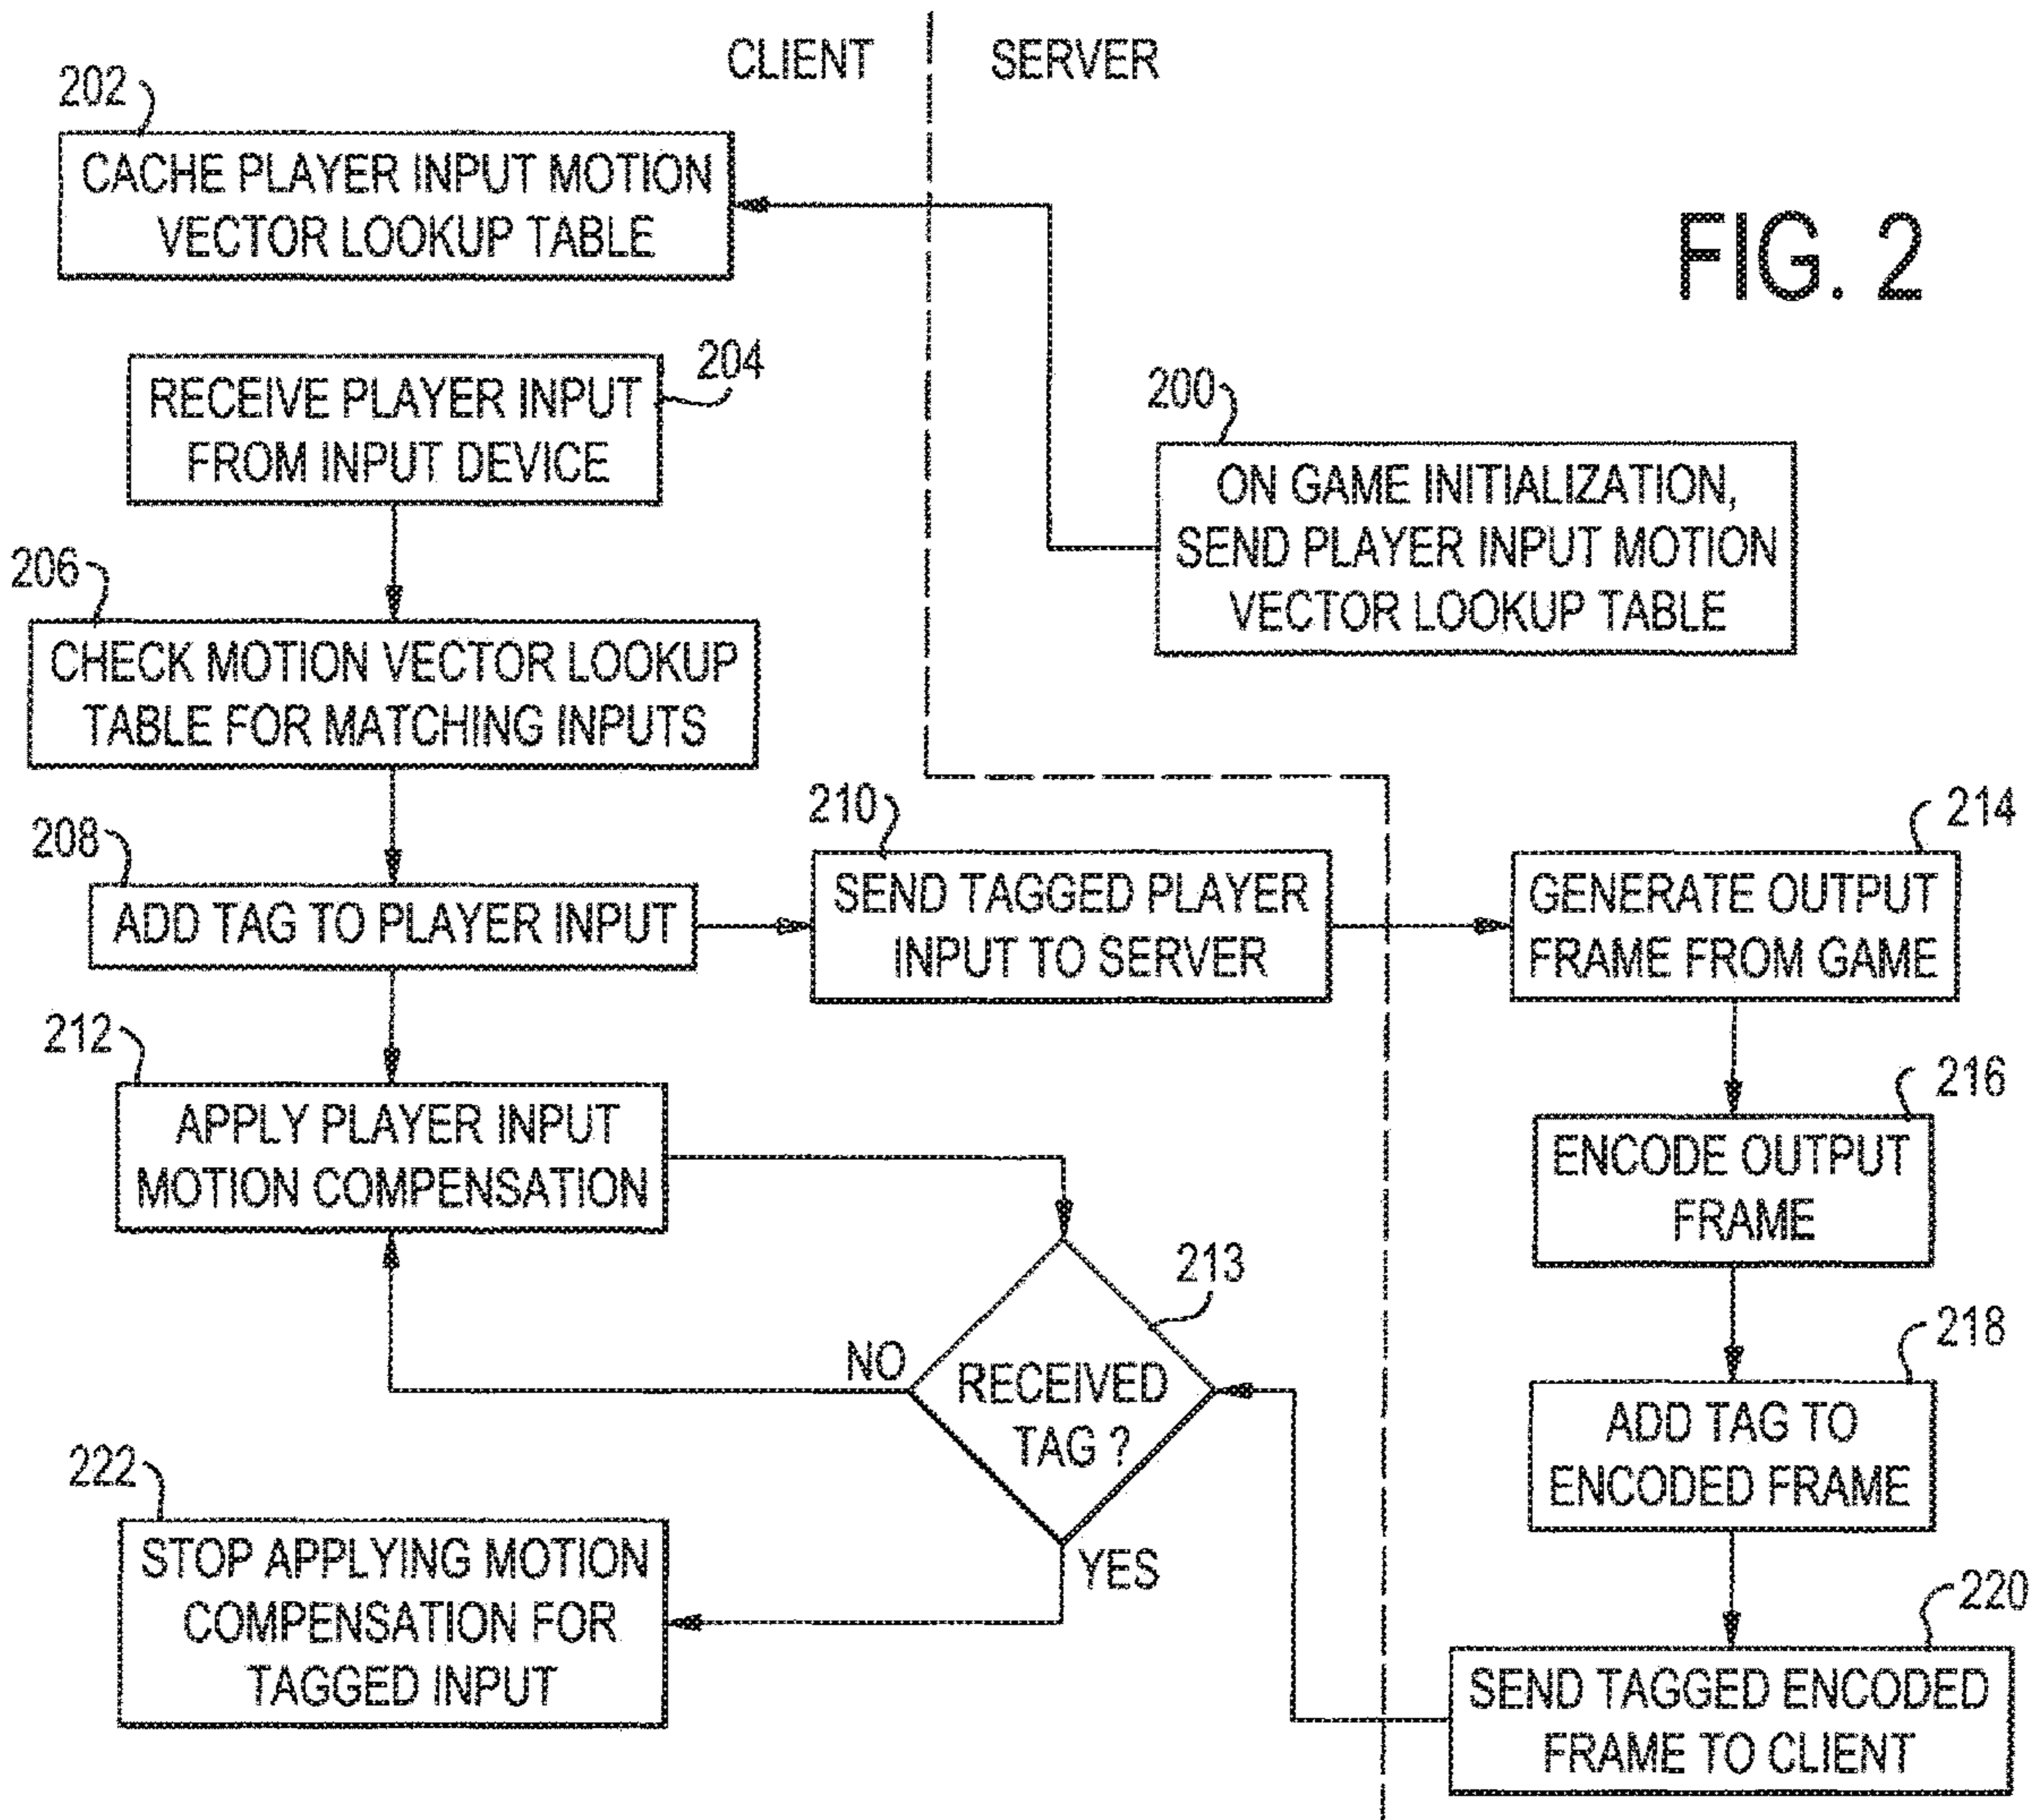 CLIENT
SERVER
202
CACHE PLAYER INPUT MOTION
VECTOR LOOKUP TABLE
FIG. 2
204
RECEIVE PLAYER INPUT
FROM INPUT DEVICE
200
ON GAME INITIALIZATION,
SEND PLAYER INPUT MOTION
VECTOR LOOKUP TABLE
206
CHECK MOTION VECTOR LOOKUP
TABLE FOR MATCHING INPUTS
208
ADD TAG TO PLAYER INPUT
210
SEND TAGGED PLAYER
INPUT TO SERVER
214
GENERATE OUTPUT
FRAME FROM GAME
212
APPLY PLAYER INPUT
MOTION COMPENSATION
216
ENCODE OUTPUT
FRAME
213
RECEIVED
TAG ?
NO
YES
218
ADD TAG TO
ENCODED FRAME
222
STOP APPLYING MOTION
COMPENSATION FOR
TAGGED INPUT
220
SEND TAGGED ENCODED
FRAME TO CLIENT